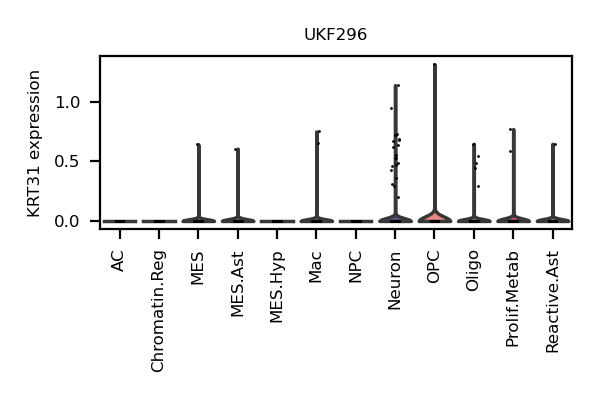 UKF296
KRT31 expression
1.0
0.5
0.0
AC
Chromatin.Reg
MES
MES.Ast
MES.Hyp
Mac
NPC
Neuron
OPC
Oligo
Prolif.Metab
Reactive.Ast